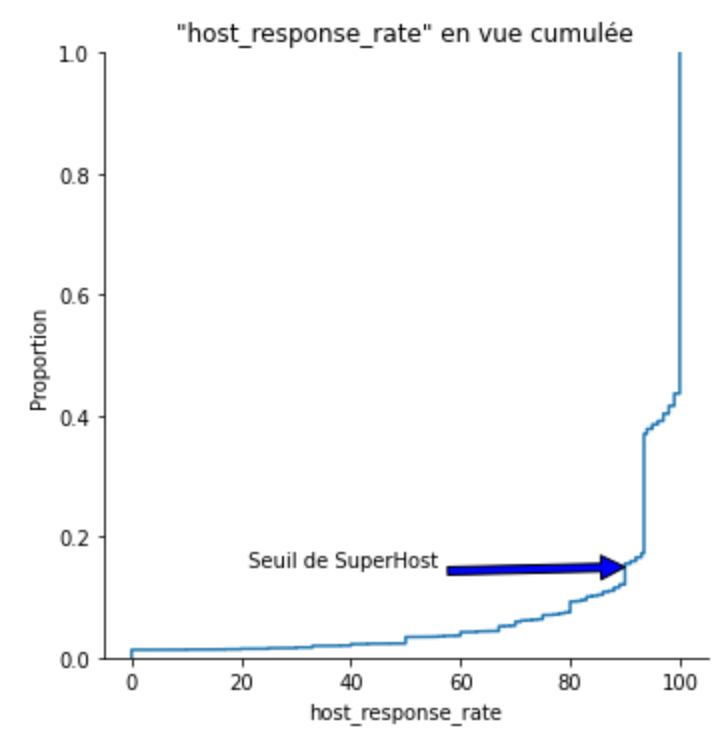 "host_response_rate" en vue cumulée
1.0
0.8
0.6
0.4
0.2
0.0
Proportion
Seuil de SuperHost
0 20 40 60 80 100
host_response_rate